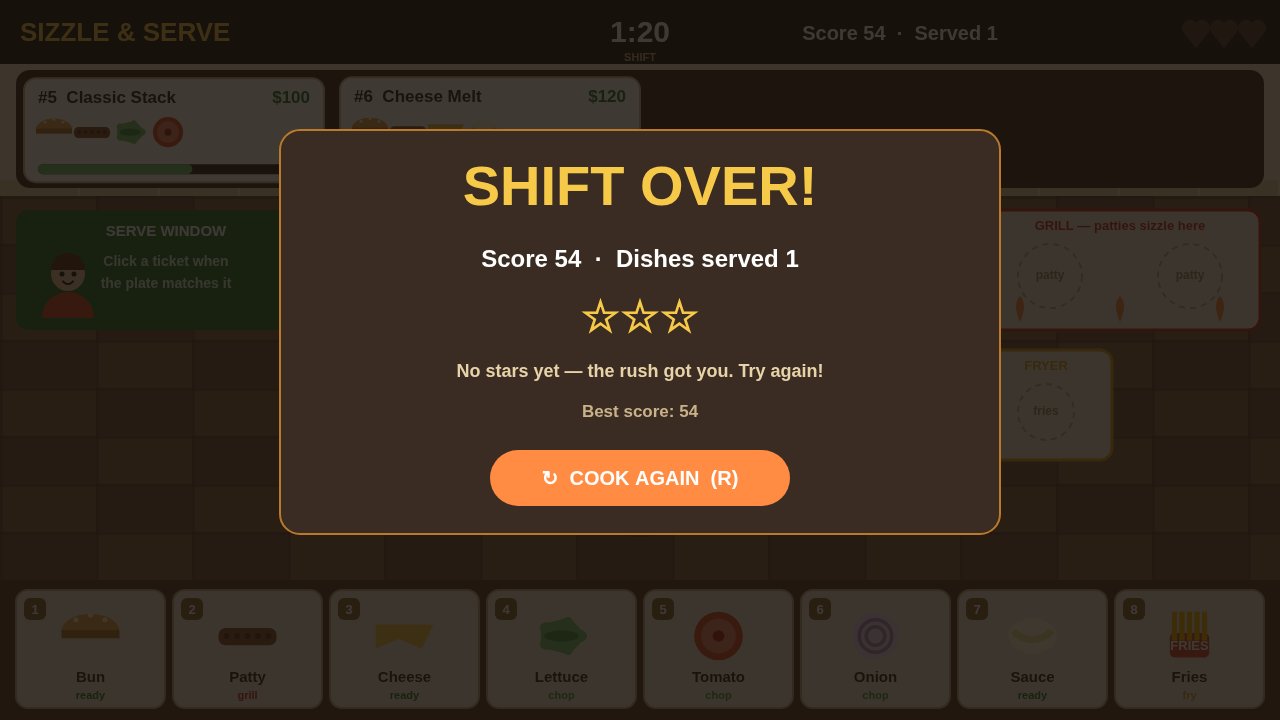 SIZZLE & SERVE
1:20
SHIFT
Score 54 · Served 1
#5 Classic Stack $100
#6 Cheese Melt $120
SHIFT OVER!
Score 54 · Dishes served 1
☆☆☆
No stars yet — the rush got you. Try again!
Best score: 54
↻ COOK AGAIN (R)
SERVE WINDOW
Click a ticket when
the plate matches it
GRILL — patties sizzle here
patty
patty
FRYER
fries
1
Bun
ready
2
Patty
grill
3
Cheese
ready
4
Lettuce
chop
5
Tomato
chop
6
Onion
chop
7
Sauce
ready
8
FRIES
Fries
fry